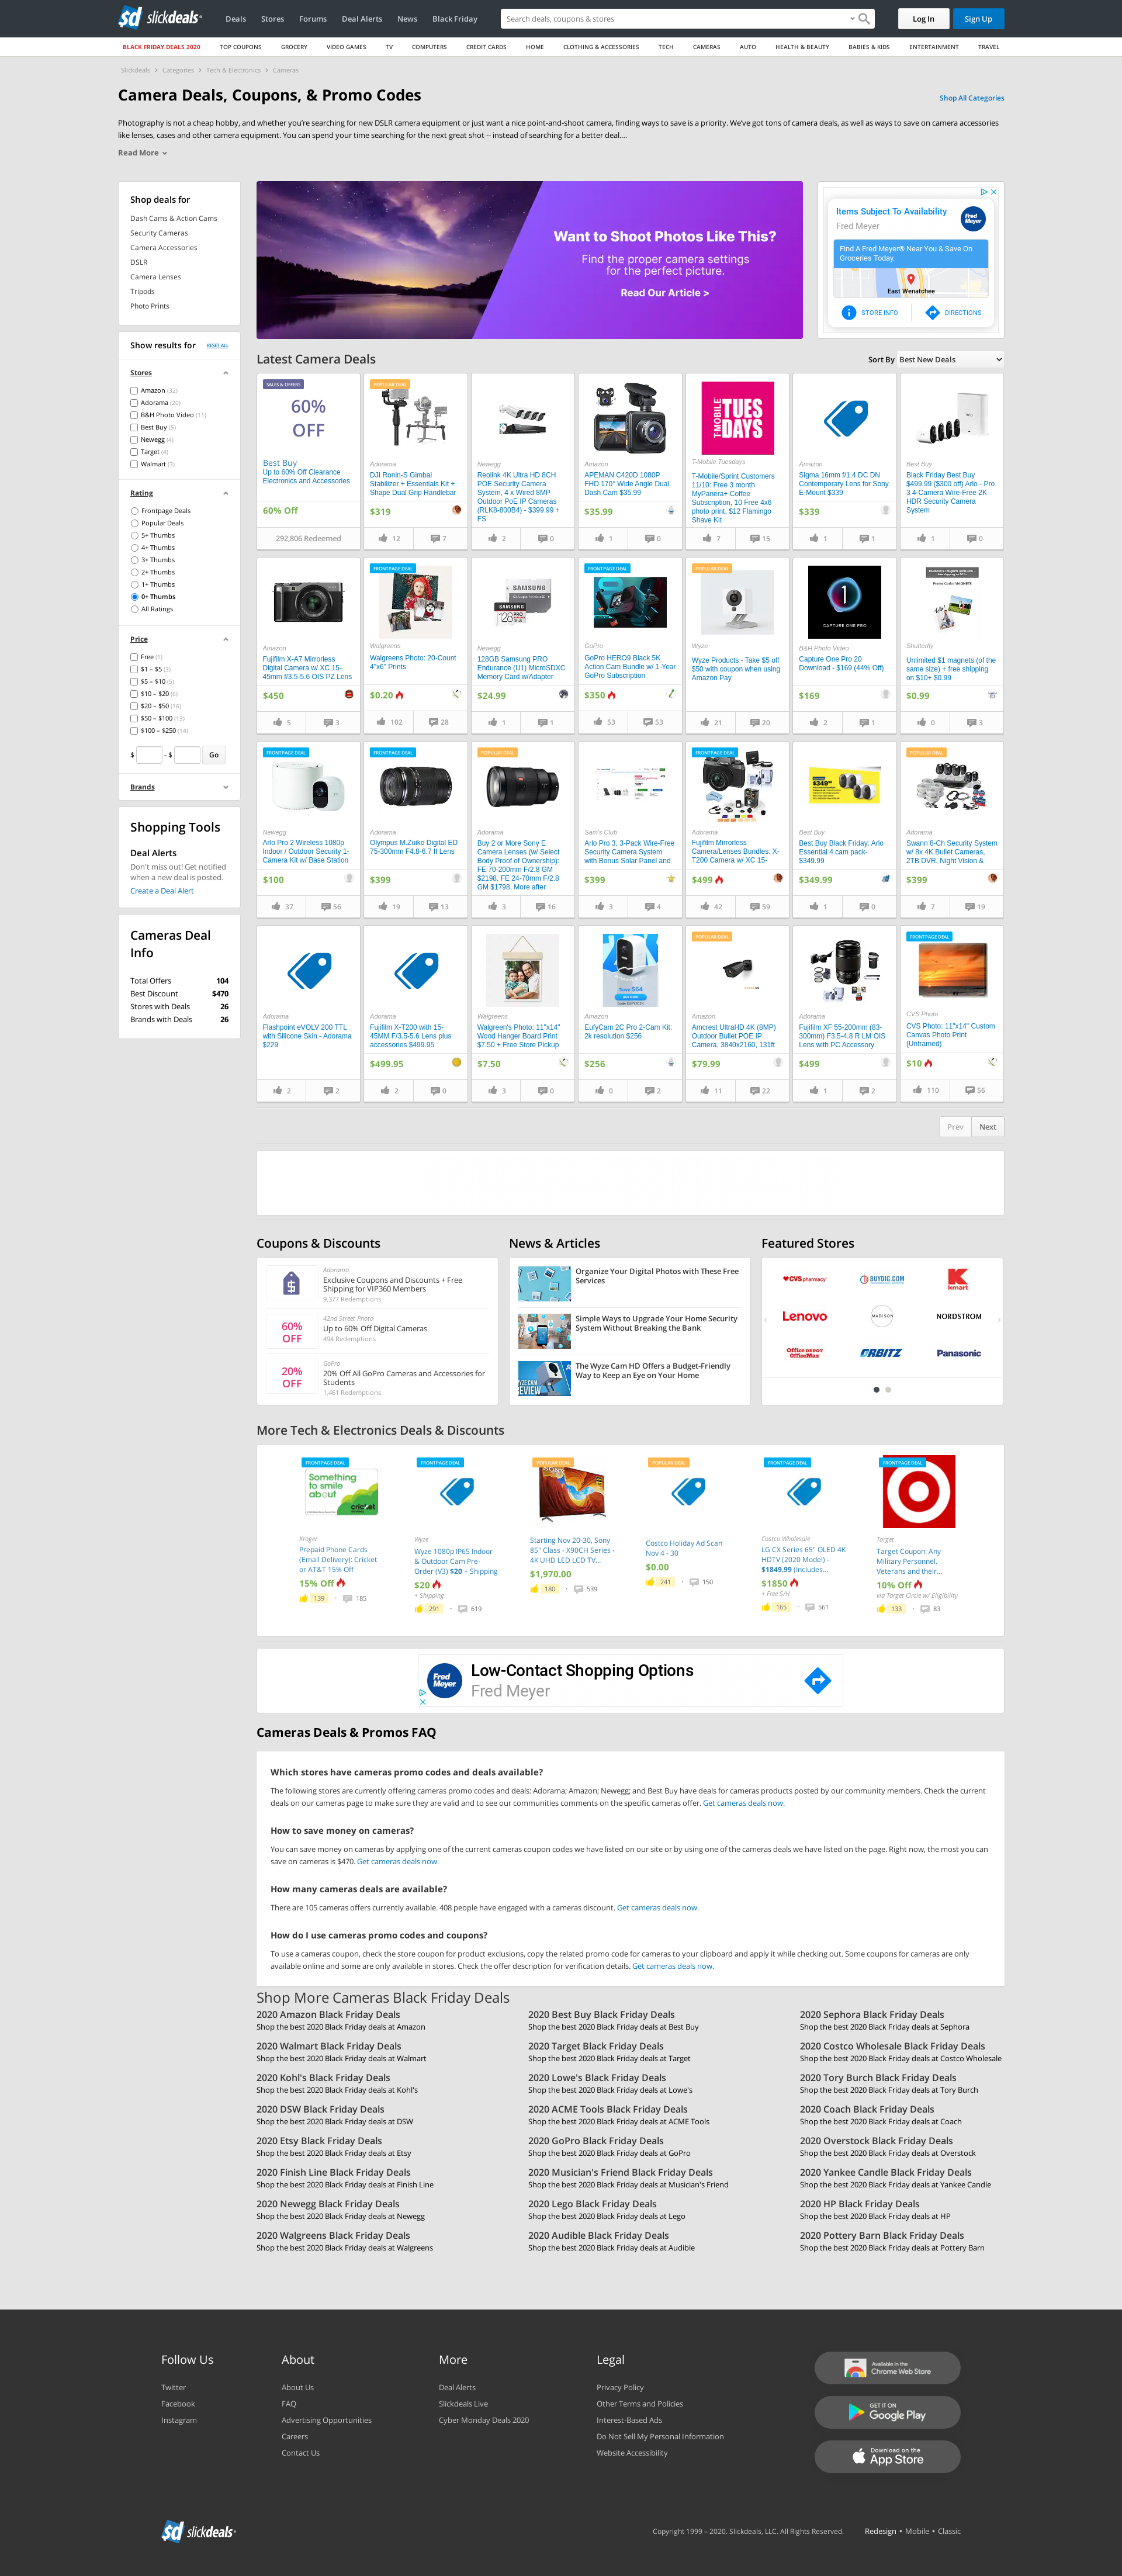 sd slickdeals
Deals
Stores
Forums
Deal Alerts
News
Black Friday
Search deals, coupons & stores
Log In
Sign Up
BLACK FRIDAY DEALS 2020
TOP COUPONS
GROCERY
VIDEO GAMES
TV
COMPUTERS
CREDIT CARDS
HOME
CLOTHING & ACCESSORIES
TECH
CAMERAS
AUTO
HEALTH & BEAUTY
BABIES & KIDS
ENTERTAINMENT
TRAVEL
Slickdeals > Categories > Tech & Electronics > Cameras
Camera Deals, Coupons, & Promo Codes
Shop All Categories
Photography is not a cheap hobby, and whether you're searching for new DSLR camera equipment or just want a nice point-and-shoot camera, finding ways to save is a priority. We've got tons of camera deals, as well as ways to save on camera accessories
like lenses, cases and other camera equipment. You can spend your time searching for the next great shot -- instead of searching for a better deal....
Read More
Shop deals for
Dash Cams & Action Cams
Security Cameras
Camera Accessories
DSLR
Camera Lenses
Tripods
Photo Prints
Show results for
RESET ALL
Stores
Amazon (32)
Adorama (20)
B&H Photo Video (11)
Best Buy (5)
Newegg (4)
Target (4)
Walmart (3)
Rating
Frontpage Deals
Popular Deals
5+ Thumbs
4+ Thumbs
3+ Thumbs
2+ Thumbs
1+ Thumbs
0+ Thumbs
All Ratings
Price
Free (1)
$1 – $5 (3)
$5 – $10 (5)
$10 – $20 (6)
$20 – $50 (16)
$50 – $100 (13)
$100 – $250 (14)
$ - $ Go
Brands
Shopping Tools
Deal Alerts
Don't miss out! Get notified
when a new deal is posted.
Create a Deal Alert
Cameras Deal
Info
Total Offers 104
Best Discount $470
Stores with Deals 26
Brands with Deals 26
Want to Shoot Photos Like This?
Find the proper camera settings
for the perfect picture.
Read Our Article >
Items Subject To Availability
Fred Meyer
Find A Fred Meyer® Near You & Save On
Groceries Today.
East Wenatchee
STORE INFO
DIRECTIONS
Latest Camera Deals
Sort By Best New Deals
SALES & OFFERS
60%
OFF
Best Buy
Up to 60% Off Clearance
Electronics and Accessories
60% Off
292,806 Redeemed
POPULAR DEAL
Adorama
DJI Ronin-S Gimbal
Stabilizer + Essentials Kit +
Shape Dual Grip Handlebar
$319
12 7
Newegg
Reolink 4K Ultra HD 8CH
POE Security Camera
System, 4 x Wired 8MP
Outdoor PoE IP Cameras
(RLK8-800B4) - $399.99 +
FS
2 0
Amazon
APEMAN C420D 1080P
FHD 170° Wide Angle Dual
Dash Cam $35.99
$35.99
1 0
T-MOBILE TUESDAYS
T-Mobile Tuesdays
T-Mobile/Sprint Customers
11/10: Free 3 month
MyPanera+ Coffee
Subscription, 10 Free 4x6
photo print, $12 Flamingo
Shave Kit
7 15
Amazon
Sigma 16mm f/1.4 DC DN
Contemporary Lens for Sony
E-Mount $339
$339
1 1
Best Buy
Black Friday Best Buy
$499.99 ($300 off) Arlo - Pro
3 4-Camera Wire-Free 2K
HDR Security Camera
System
1 0
Amazon
Fujifilm X-A7 Mirrorless
Digital Camera w/ XC 15-
45mm f/3.5-5.6 OIS PZ Lens
$450
5 3
FRONTPAGE DEAL
Walgreens
Walgreens Photo: 20-Count
4"x6" Prints
$0.20
102 28
Newegg
128GB Samsung PRO
Endurance (U1) MicroSDXC
Memory Card w/Adapter
$24.99
1 1
FRONTPAGE DEAL
GoPro
GoPro HERO9 Black 5K
Action Cam Bundle w/ 1-Year
GoPro Subscription
$350
53 53
POPULAR DEAL
Wyze
Wyze Products - Take $5 off
$50 with coupon when using
Amazon Pay
21 20
CAPTURE ONE PRO
B&H Photo Video
Capture One Pro 20
Download - $169 (44% Off)
$169
2 1
Promo Code: MAGNETS
Shutterfly
Unlimited $1 magnets (of the
same size) + free shipping
on $10+ $0.99
$0.99
0 3
FRONTPAGE DEAL
Newegg
Arlo Pro 2 Wireless 1080p
Indoor / Outdoor Security 1-
Camera Kit w/ Base Station
$100
37 56
FRONTPAGE DEAL
Adorama
Olympus M.Zuiko Digital ED
75-300mm F4.8-6.7 II Lens
$399
19 13
POPULAR DEAL
Adorama
Buy 2 or More Sony E
Camera Lenses (w/ Select
Body Proof of Ownership):
FE 70-200mm F/2.8 GM
$2198, FE 24-70mm F/2.8
GM $1798, More after
3 16
Sam's Club
Arlo Pro 3, 3-Pack Wire-Free
Security Camera System
with Bonus Solar Panel and
$399
3 4
FRONTPAGE DEAL
Adorama
Fujifilm Mirrorless
Camera/Lenses Bundles: X-
T200 Camera w/ XC 15-
$499
42 59
Best Buy
Best Buy Black Friday: Arlo
Essential 4 cam pack-
$349.99
$349.99
1 0
POPULAR DEAL
Adorama
Swann 8-Ch Security System
w/ 8x 4K Bullet Cameras,
2TB DVR, Night Vision &
$399
7 19
Adorama
Flashpoint eVOLV 200 TTL
with Silicone Skin - Adorama
$229
2 2
Adorama
Fujifilm X-T200 with 15-
45MM F/3.5-5.6 Lens plus
accessories $499.95
$499.95
2 0
Walgreens
Walgreen's Photo: 11"x14"
Wood Hanger Board Print
$7.50 + Free Store Pickup
$7.50
3 0
SAVE $64
Amazon
EufyCam 2C Pro 2-Cam Kit:
2k resolution $256
$256
0 2
POPULAR DEAL
Amazon
Amcrest UltraHD 4K (8MP)
Outdoor Bullet POE IP
Camera, 3840x2160, 131ft
$79.99
11 22
Adorama
Fujifilm XF 55-200mm (83-
300mm) F3.5-4.8 R LM OIS
Lens with PC Accessory
$499
1 2
FRONTPAGE DEAL
CVS Photo
CVS Photo: 11"x14" Custom
Canvas Photo Print
(Unframed)
$10
110 56
Prev Next
Coupons & Discounts
Adorama
Exclusive Coupons and Discounts + Free
Shipping for VIP360 Members
9,377 Redemptions
60%
OFF
42nd Street Photo
Up to 60% Off Digital Cameras
494 Redemptions
20%
OFF
GoPro
20% Off All GoPro Cameras and Accessories for
Students
1,461 Redemptions
News & Articles
Organize Your Digital Photos with These Free
Services
Simple Ways to Upgrade Your Home Security
System Without Breaking the Bank
WYZE CAM
REVIEW
The Wyze Cam HD Offers a Budget-Friendly
Way to Keep an Eye on Your Home
Featured Stores
CVS pharmacy
BUYDIG.COM
kmart
Lenovo
MADISON
NORDSTROM
Office DEPOT
OfficeMax
ORBITZ
Panasonic
More Tech & Electronics Deals & Discounts
FRONTPAGE DEAL
Something
to smile
about
cricket
Kroger
Prepaid Phone Cards
(Email Delivery): Cricket
or AT&T 15% Off
15% Off
139 185
FRONTPAGE DEAL
Wyze
Wyze 1080p IP65 Indoor
& Outdoor Cam Pre-
Order (V3) $20 + Shipping
$20
+ Shipping
291 619
POPULAR DEAL
Starting Nov 20-30, Sony
85" Class - X90CH Series -
4K UHD LED LCD TV...
$1,970.00
180 539
POPULAR DEAL
Costco Holiday Ad Scan
Nov 4 - 30
$0.00
241 150
FRONTPAGE DEAL
Costco Wholesale
LG CX Series 65" OLED 4K
HDTV (2020 Model) -
$1849.99 (Includes...
$1850
+ Free S/H
165 561
FRONTPAGE DEAL
Target
Target Coupon: Any
Military Personnel,
Veterans and their...
10% Off
via Target Circle w/ Eligibility
133 83
Fred Meyer
Low-Contact Shopping Options
Fred Meyer
Cameras Deals & Promos FAQ
Which stores have cameras promo codes and deals available?
The following stores are currently offering cameras promo codes and deals: Adorama; Amazon; Newegg; and Best Buy have deals for cameras products posted by our community members. Check the current
deals on our cameras page to make sure they are valid and to see our communities comments on the specific cameras offer. Get cameras deals now.
How to save money on cameras?
You can save money on cameras by applying one of the current cameras coupon codes we have listed on our site or by using one of the cameras deals we have listed on the page. Right now, the most you can
save on cameras is $470. Get cameras deals now.
How many cameras deals are available?
There are 105 cameras offers currently available. 408 people have engaged with a cameras discount. Get cameras deals now.
How do I use cameras promo codes and coupons?
To use a cameras coupon, check the store coupon for product exclusions, copy the related promo code for cameras to your clipboard and apply it while checking out. Some coupons for cameras are only
available online and some are only available in stores. Check the offer description for verification details. Get cameras deals now.
Shop More Cameras Black Friday Deals
2020 Amazon Black Friday Deals
Shop the best 2020 Black Friday deals at Amazon
2020 Best Buy Black Friday Deals
Shop the best 2020 Black Friday deals at Best Buy
2020 Sephora Black Friday Deals
Shop the best 2020 Black Friday deals at Sephora
2020 Walmart Black Friday Deals
Shop the best 2020 Black Friday deals at Walmart
2020 Target Black Friday Deals
Shop the best 2020 Black Friday deals at Target
2020 Costco Wholesale Black Friday Deals
Shop the best 2020 Black Friday deals at Costco Wholesale
2020 Kohl's Black Friday Deals
Shop the best 2020 Black Friday deals at Kohl's
2020 Lowe's Black Friday Deals
Shop the best 2020 Black Friday deals at Lowe's
2020 Tory Burch Black Friday Deals
Shop the best 2020 Black Friday deals at Tory Burch
2020 DSW Black Friday Deals
Shop the best 2020 Black Friday deals at DSW
2020 ACME Tools Black Friday Deals
Shop the best 2020 Black Friday deals at ACME Tools
2020 Coach Black Friday Deals
Shop the best 2020 Black Friday deals at Coach
2020 Etsy Black Friday Deals
Shop the best 2020 Black Friday deals at Etsy
2020 GoPro Black Friday Deals
Shop the best 2020 Black Friday deals at GoPro
2020 Overstock Black Friday Deals
Shop the best 2020 Black Friday deals at Overstock
2020 Finish Line Black Friday Deals
Shop the best 2020 Black Friday deals at Finish Line
2020 Musician's Friend Black Friday Deals
Shop the best 2020 Black Friday deals at Musician's Friend
2020 Yankee Candle Black Friday Deals
Shop the best 2020 Black Friday deals at Yankee Candle
2020 Newegg Black Friday Deals
Shop the best 2020 Black Friday deals at Newegg
2020 Lego Black Friday Deals
Shop the best 2020 Black Friday deals at Lego
2020 HP Black Friday Deals
Shop the best 2020 Black Friday deals at HP
2020 Walgreens Black Friday Deals
Shop the best 2020 Black Friday deals at Walgreens
2020 Audible Black Friday Deals
Shop the best 2020 Black Friday deals at Audible
2020 Pottery Barn Black Friday Deals
Shop the best 2020 Black Friday deals at Pottery Barn
Follow Us
Twitter
Facebook
Instagram
About
About Us
FAQ
Advertising Opportunities
Careers
Contact Us
More
Deal Alerts
Slickdeals Live
Cyber Monday Deals 2020
Legal
Privacy Policy
Other Terms and Policies
Interest-Based Ads
Do Not Sell My Personal Information
Website Accessibility
Available in the
Chrome Web Store
GET IT ON
Google Play
Download on the
App Store
sd slickdeals
Copyright 1999 – 2020. Slickdeals, LLC. All Rights Reserved.
Redesign • Mobile • Classic